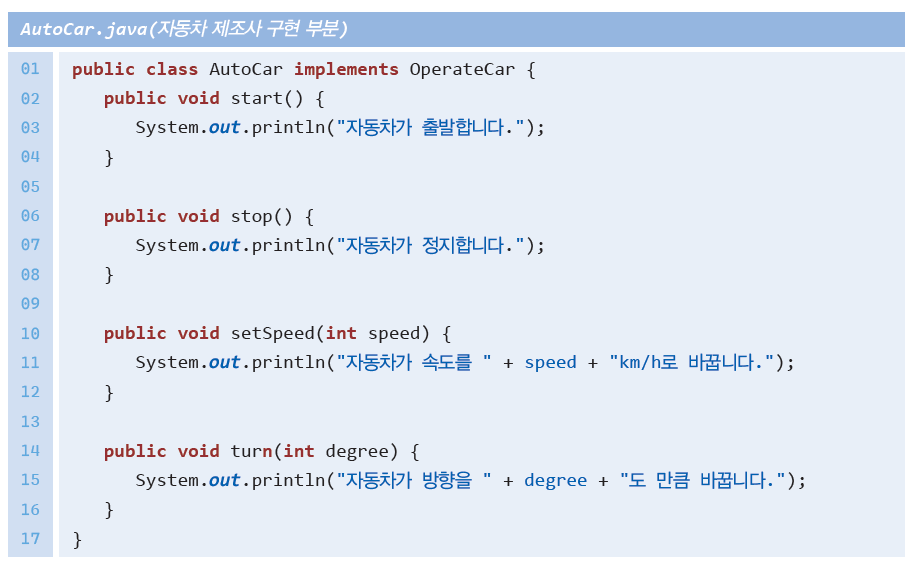 AutoCar.java(자동차 제조사 구현 부분)
01 public class AutoCar implements OperateCar {
02    public void start() {
03       System.out.println("자동차가 출발합니다.");
04    }
05
06    public void stop() {
07       System.out.println("자동차가 정지합니다.");
08    }
09
10    public void setSpeed(int speed) {
11       System.out.println("자동차가 속도를 " + speed + "km/h로 바꿉니다.");
12    }
13
14    public void turn(int degree) {
15       System.out.println("자동차가 방향을 " + degree + "도 만큼 바꿉니다.");
16    }
17 }